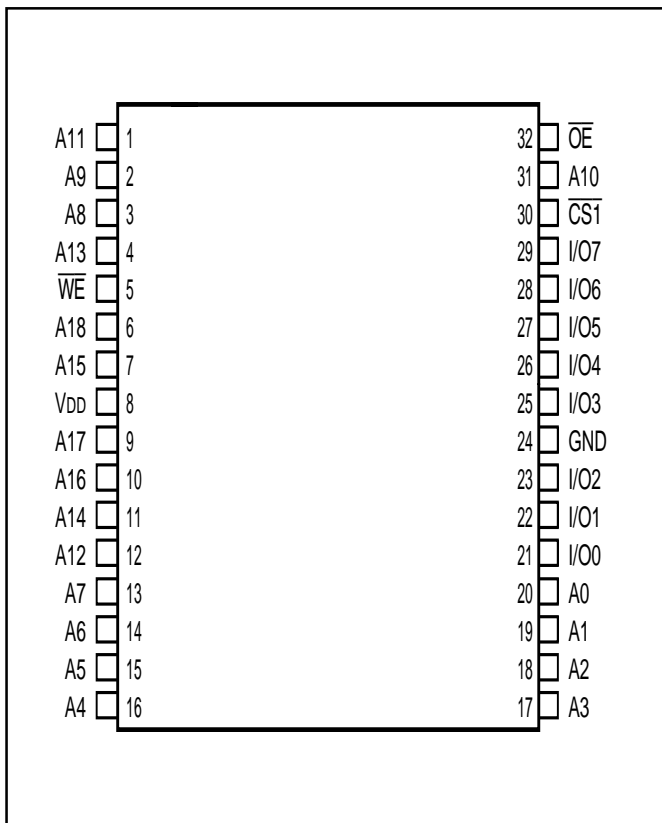 A11 1 32 O̅E̅
A9 2 31 A10
A8 3 30 C̅S̅1̅
A13 4 29 I/O7
W̅E̅ 5 28 I/O6
A18 6 27 I/O5
A15 7 26 I/O4
VDD 8 25 I/O3
A17 9 24 GND
A16 10 23 I/O2
A14 11 22 I/O1
A12 12 21 I/O0
A7 13 20 A0
A6 14 19 A1
A5 15 18 A2
A4 16 17 A3